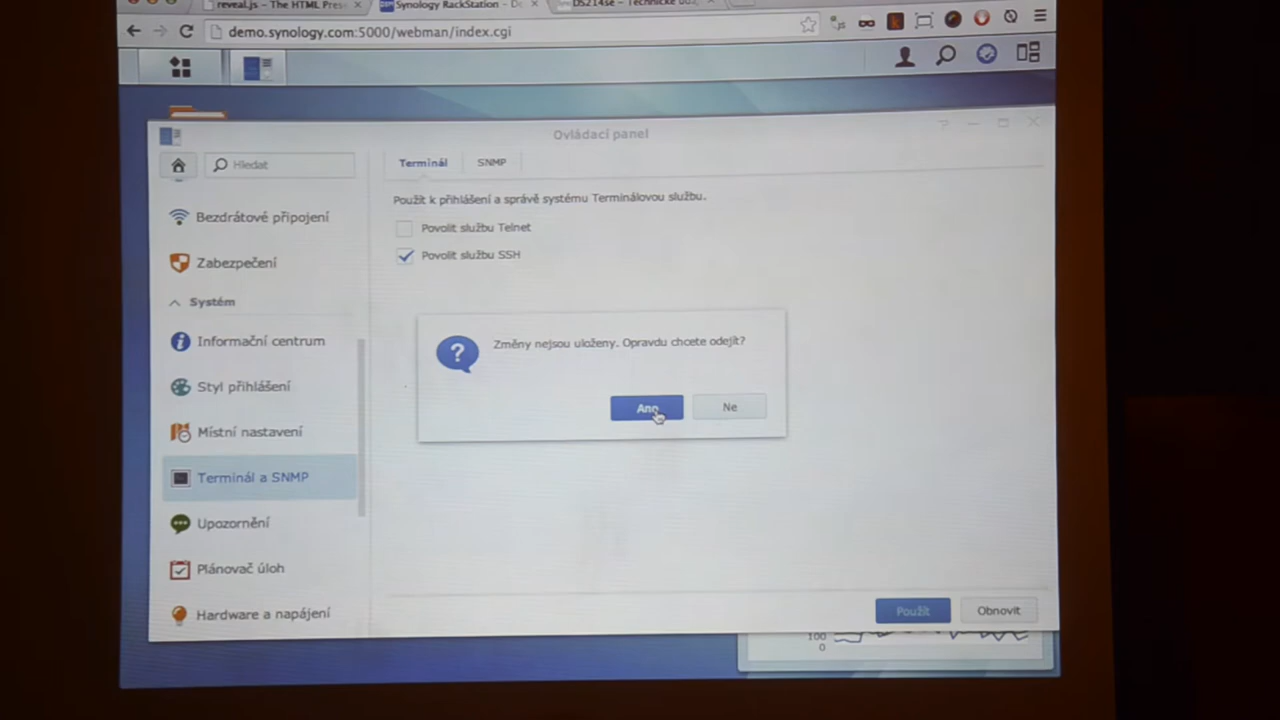 reveal.js – The HTML Pres
Synology RackStation - D
DS214se – Technické úda
demo.synology.com:5000/webman/index.cgi
Ovládací panel
Hledat
Terminál
SNMP
Použít k přihlášení a správě systému Terminálovou službu.
Povolit službu Telnet
Povolit službu SSH
Bezdrátové připojení
Zabezpečení
Systém
Informační centrum
Styl přihlášení
Místní nastavení
Terminál a SNMP
Upozornění
Plánovač úloh
Hardware a napájení
Změny nejsou uloženy. Opravdu chcete odejít?
Ano
Ne
Použít
Obnovit
100
0